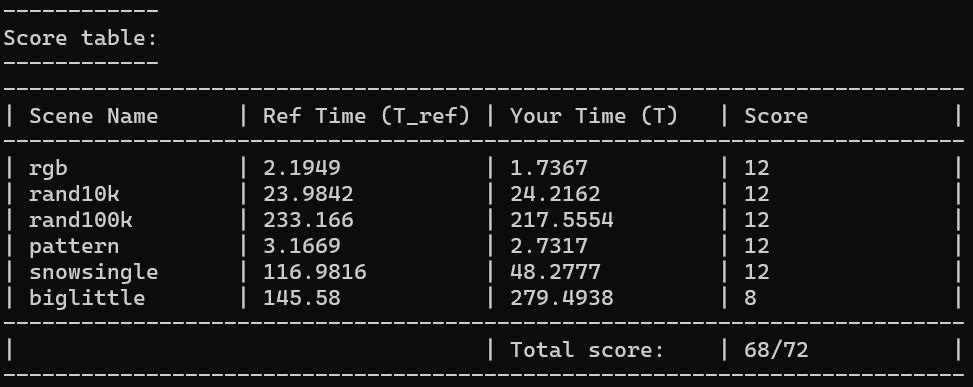 ------------
Score table:
------------
--------------------------------------------------------------------------
| Scene Name      | Ref Time (T_ref) | Your Time (T)   | Score           |
--------------------------------------------------------------------------
| rgb             | 2.1949           | 1.7367          | 12              |
| rand10k         | 23.9842          | 24.2162         | 12              |
| rand100k        | 233.166          | 217.5554        | 12              |
| pattern         | 3.1669           | 2.7317          | 12              |
| snowsingle      | 116.9816         | 48.2777         | 12              |
| biglittle       | 145.58           | 279.4938        | 8               |
--------------------------------------------------------------------------
|                                    | Total score:    | 68/72           |
--------------------------------------------------------------------------